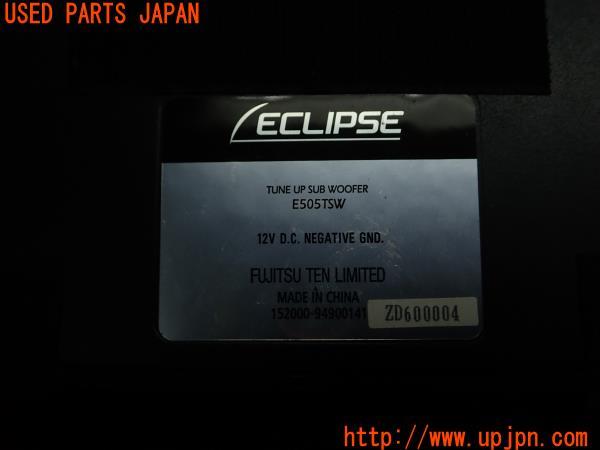 USED PARTS JAPAN
ECLIPSE
TUNE UP SUB WOOFER
E505TSW
12V D.C. NEGATIVE GND.
FUJITSU TEN LIMITED
MADE IN CHINA
152000-94900141
ZD600004
http://www.upjpn.com/